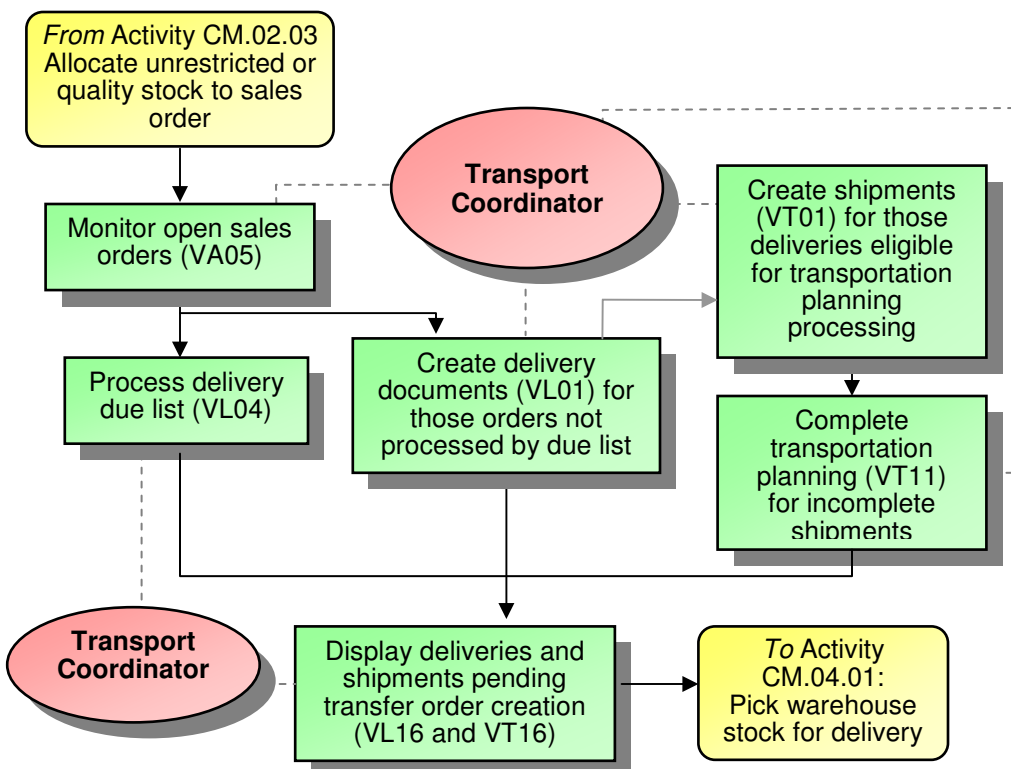 From Activity CM.02.03
Allocate unrestricted or
quality stock to sales
order
Transport
Coordinator
Monitor open sales
orders (VA05)
Create shipments
(VT01) for those
deliveries eligible
for transportation
planning
processing
Process delivery
due list (VL04)
Create delivery
documents (VL01) for
those orders not
processed by due list
Complete
transportation
planning (VT11)
for incomplete
shipments
Transport
Coordinator
Display deliveries and
shipments pending
transfer order creation
(VL16 and VT16)
To Activity
CM.04.01:
Pick warehouse
stock for delivery